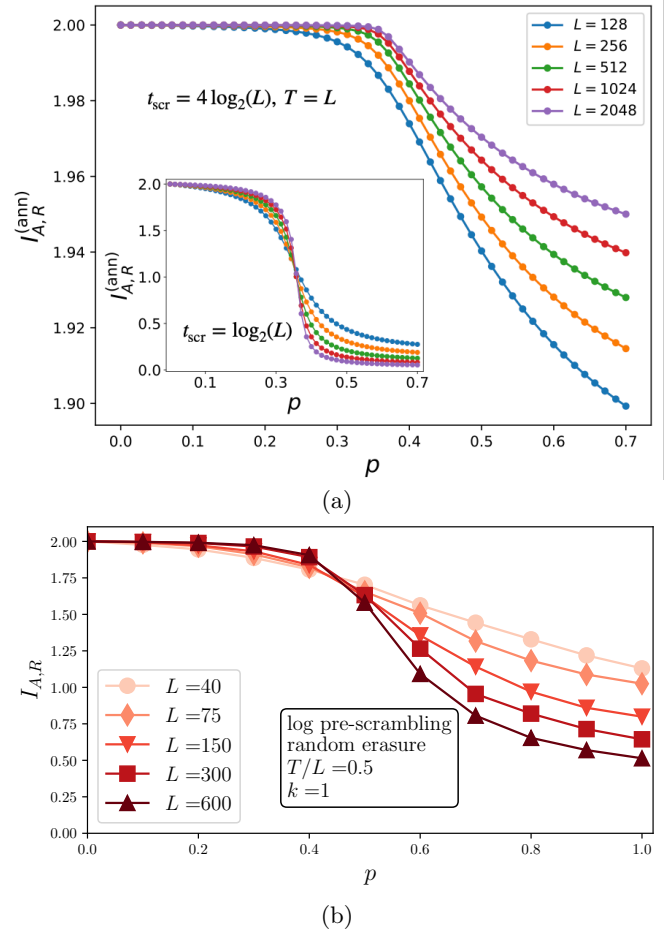 2.00
1.98
1.96
1.94
1.92
1.90
I_{A,R}^{(ann)}
L = 128
L = 256
L = 512
L = 1024
L = 2048
t_{scr} = 4 log_2(L), T = L
2.0
1.5
1.0
0.5
0.0
I_{A,R}^{(ann)}
t_{scr} = log_2(L)
0.1 0.3 0.5 0.7
p
0.0 0.1 0.2 0.3 0.4 0.5 0.6 0.7
p
(a)
2.00
1.75
1.50
1.25
1.00
0.75
0.50
0.25
0.00
I_{A,R}
L =40
L =75
L =150
L =300
L =600
log pre-scrambling
random erasure
T/L =0.5
k =1
0.0 0.2 0.4 0.6 0.8 1.0
p
(b)